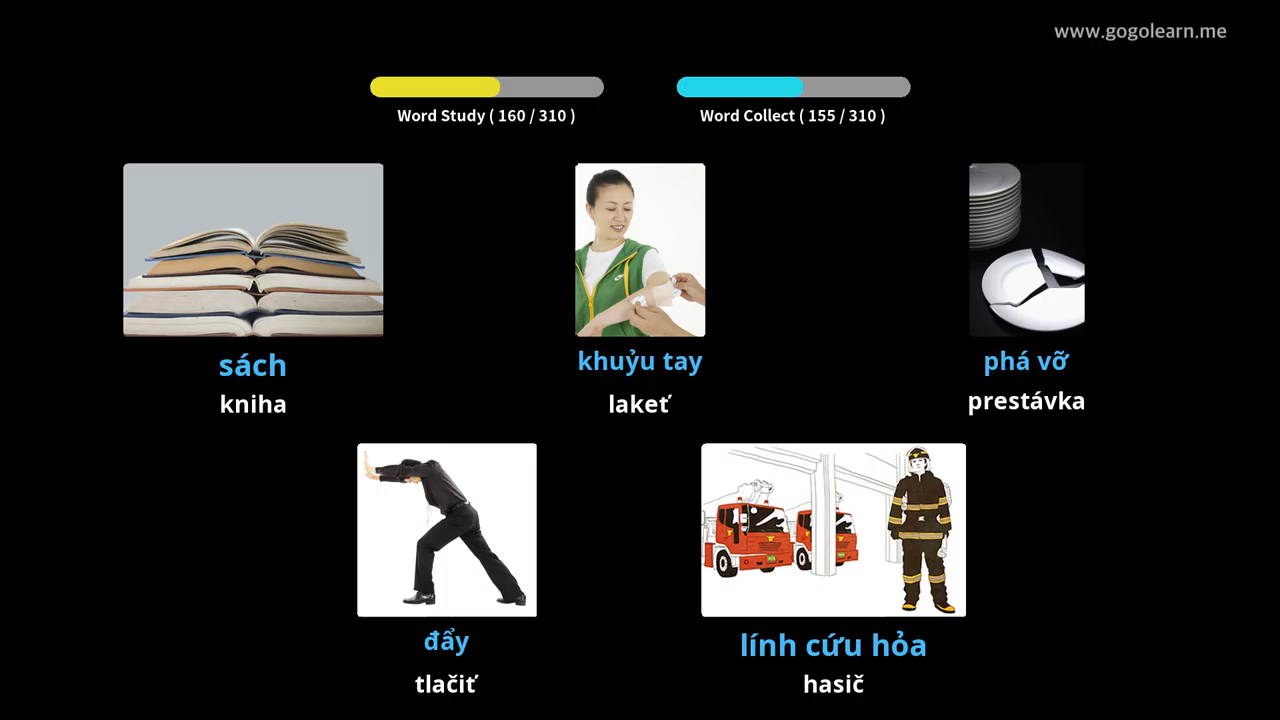 www.gogolearn.me
Word Study ( 160 / 310 )
Word Collect ( 155 / 310 )
sách
kniha
khuỷu tay
lakeť
phá vỡ
prestávka
đẩy
tlačiť
lính cứu hỏa
hasič